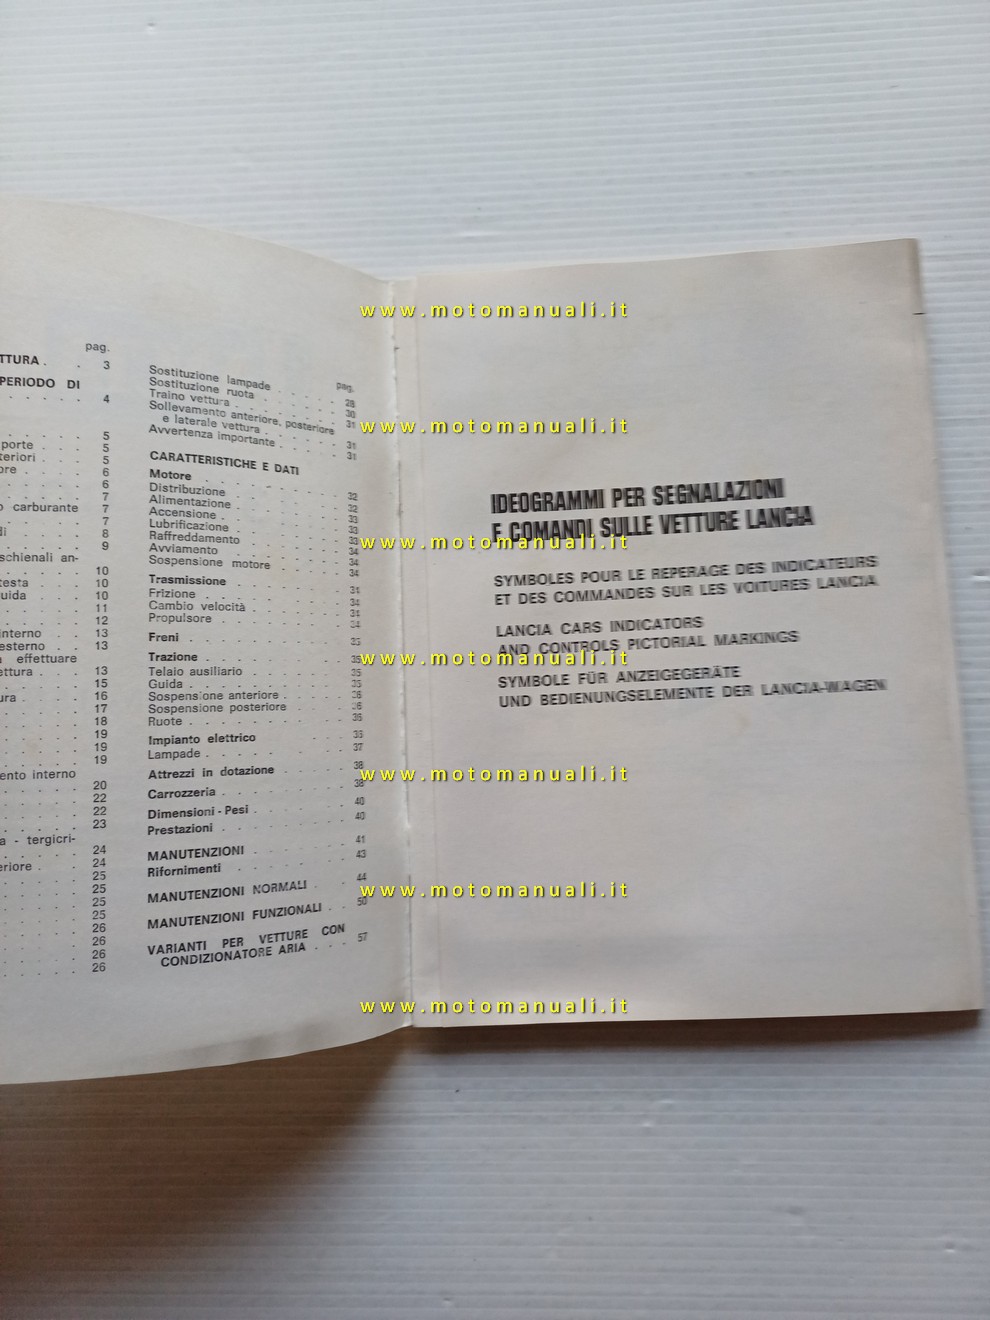 pag.
TTURA . . 3
PERIODO DI
. . . . . . 4
. . . . . 5
porte . . . 5
teriori . . . 5
ore . . . . 6
. . . . . 6
. . . . . 7
o carburante 7
. . . . . 7
di . . . . 8
. . . . . 9
schienali an-
. . . . . 10
testa . . . 10
guida . . . 10
. . . . . 11
. . . . . 12
interno . . 13
esterno . . 13
a effettuare
ttura . . . 13
. . . . . 15
ura . . . . 16
. . . . . 17
. . . . . 18
. . . . . 19
. . . . . 19
ento interno
. . . . . 20
. . . . . 22
. . . . . 22
. . . . . 23
a - tergicri-
. . . . . 24
eriore . . . 24
. . . . . 25
. . . . . 25
. . . . . 25
. . . . . 25
. . . . . 26
. . . . . 26
. . . . . 26
. . . . . 26
pag.
Sostituzione lampade . . . . 28
Sostituzione ruota . . . . . 30
Traino vettura . . . . . . 31
Sollevamento anteriore, posteriore
e laterale vettura . . . . . 31
Avvertenza importante . . . . 31
CARATTERISTICHE E DATI
Motore . . . . . . . . 32
Distribuzione . . . . . . 32
Alimentazione . . . . . . 33
Accensione . . . . . . . 33
Lubrificazione . . . . . . 33
Raffreddamento . . . . . . 34
Avviamento . . . . . . . 34
Sospensione motore . . . . . 34
Trasmissione . . . . . . 34
Frizione . . . . . . . . 34
Cambio velocità . . . . . . 34
Propulsore . . . . . . . 34
Freni . . . . . . . . . 35
Trazione . . . . . . . . 35
Telaio ausiliario . . . . . . 35
Guida . . . . . . . . . 35
Sospensione anteriore . . . . 36
Sospensione posteriore . . . . 36
Ruote . . . . . . . . . 36
Impianto elettrico . . . . . 36
Lampade . . . . . . . . 37
Attrezzi in dotazione . . . . 38
Carrozzeria . . . . . . . 38
Dimensioni - Pesi . . . . . 40
Prestazioni . . . . . . . 40
MANUTENZIONI . . . . . 41
Rifornimenti . . . . . . . 43
MANUTENZIONI NORMALI . . 44
MANUTENZIONI FUNZIONALI . . 50
VARIANTI PER VETTURE CON
CONDIZIONATORE ARIA . . . 57
IDEOGRAMMI PER SEGNALAZIONI
E COMANDI SULLE VETTURE LANCIA
SYMBOLES POUR LE REPERAGE DES INDICATEURS
ET DES COMMANDES SUR LES VOITURES LANCIA
LANCIA CARS INDICATORS
AND CONTROLS PICTORIAL MARKINGS
SYMBOLE FÜR ANZEIGEGERÄTE
UND BEDIENUNGSELEMENTE DER LANCIA-WAGEN
www.motomanuali.it
www.motomanuali.it
www.motomanuali.it
www.motomanuali.it
www.motomanuali.it
www.motomanuali.it
www.motomanuali.it